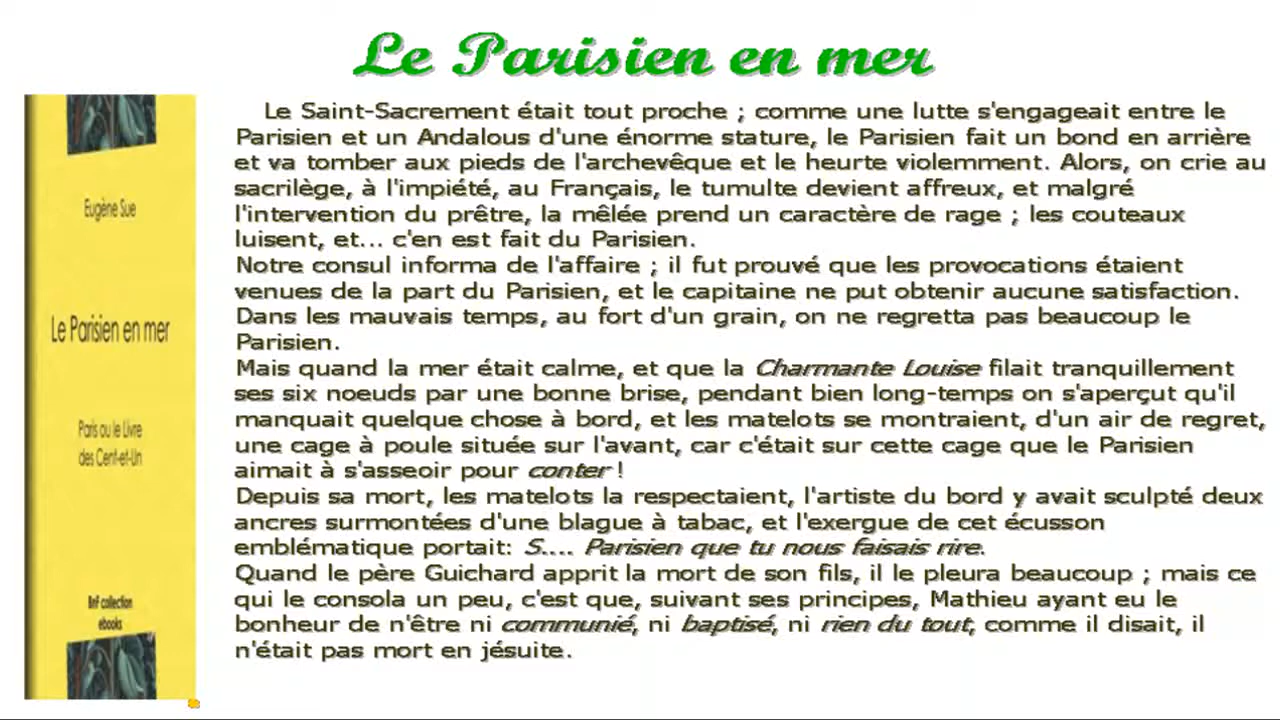 Le Parisien en mer
Eugène Sue
Le Parisien en mer
Paris ou le Livre
des Cent-et-Un
BnF collection
ebooks
Le Saint-Sacrement était tout proche ; comme une lutte s'engageait entre le
Parisien et un Andalous d'une énorme stature, le Parisien fait un bond en arrière
et va tomber aux pieds de l'archevêque et le heurte violemment. Alors, on crie au
sacrilège, à l'impiété, au Français, le tumulte devient affreux, et malgré
l'intervention du prêtre, la mêlée prend un caractère de rage ; les couteaux
luisent, et... c'en est fait du Parisien.
Notre consul informa de l'affaire ; il fut prouvé que les provocations étaient
venues de la part du Parisien, et le capitaine ne put obtenir aucune satisfaction.
Dans les mauvais temps, au fort d'un grain, on ne regretta pas beaucoup le
Parisien.
Mais quand la mer était calme, et que la Charmante Louise filait tranquillement
ses six noeuds par une bonne brise, pendant bien long-temps on s'aperçut qu'il
manquait quelque chose à bord, et les matelots se montraient, d'un air de regret,
une cage à poule située sur l'avant, car c'était sur cette cage que le Parisien
aimait à s'asseoir pour conter !
Depuis sa mort, les matelots la respectaient, l'artiste du bord y avait sculpté deux
ancres surmontées d'une blague à tabac, et l'exergue de cet écusson
emblématique portait: S.... Parisien que tu nous faisais rire.
Quand le père Guichard apprit la mort de son fils, il le pleura beaucoup ; mais ce
qui le consola un peu, c'est que, suivant ses principes, Mathieu ayant eu le
bonheur de n'être ni communié, ni baptisé, ni rien du tout, comme il disait, il
n'était pas mort en jésuite.